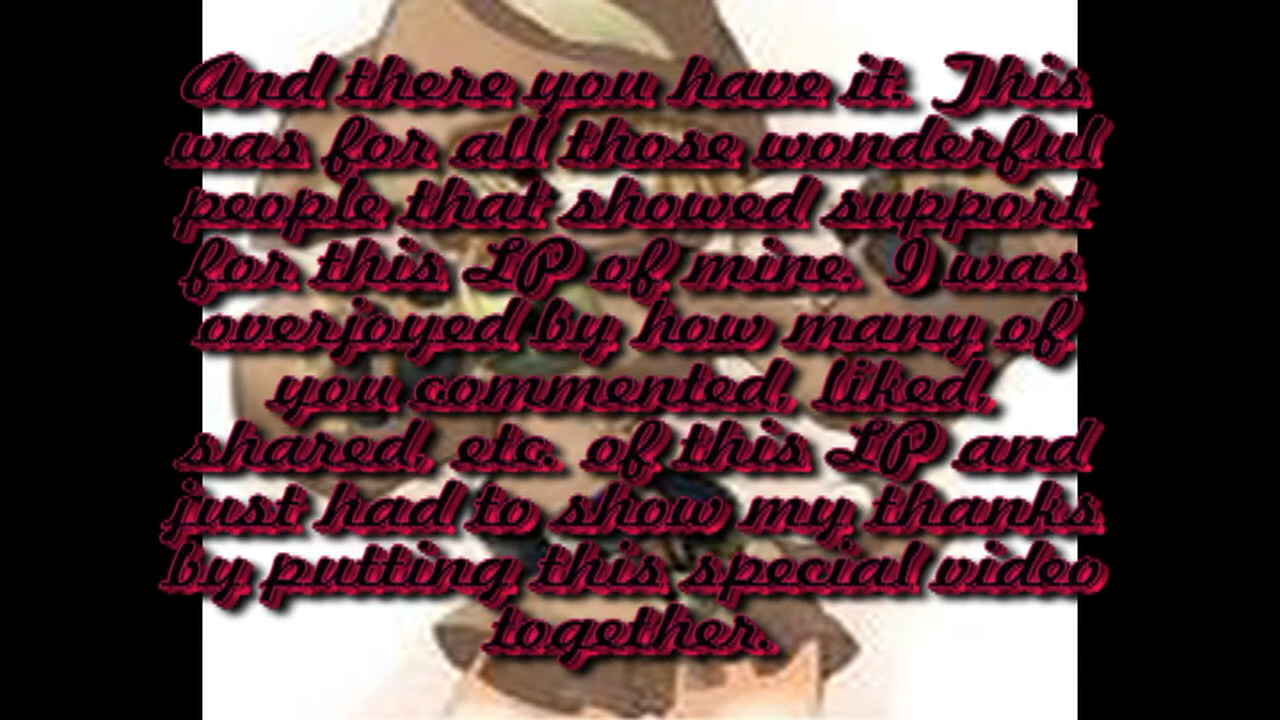 And there you have it. This
was for all those wonderful
people that showed support
for this LP of mine. I was
overjoyed by how many of
you commented, liked,
shared, etc. of this LP and
just had to show my thanks
by putting this special video
together.